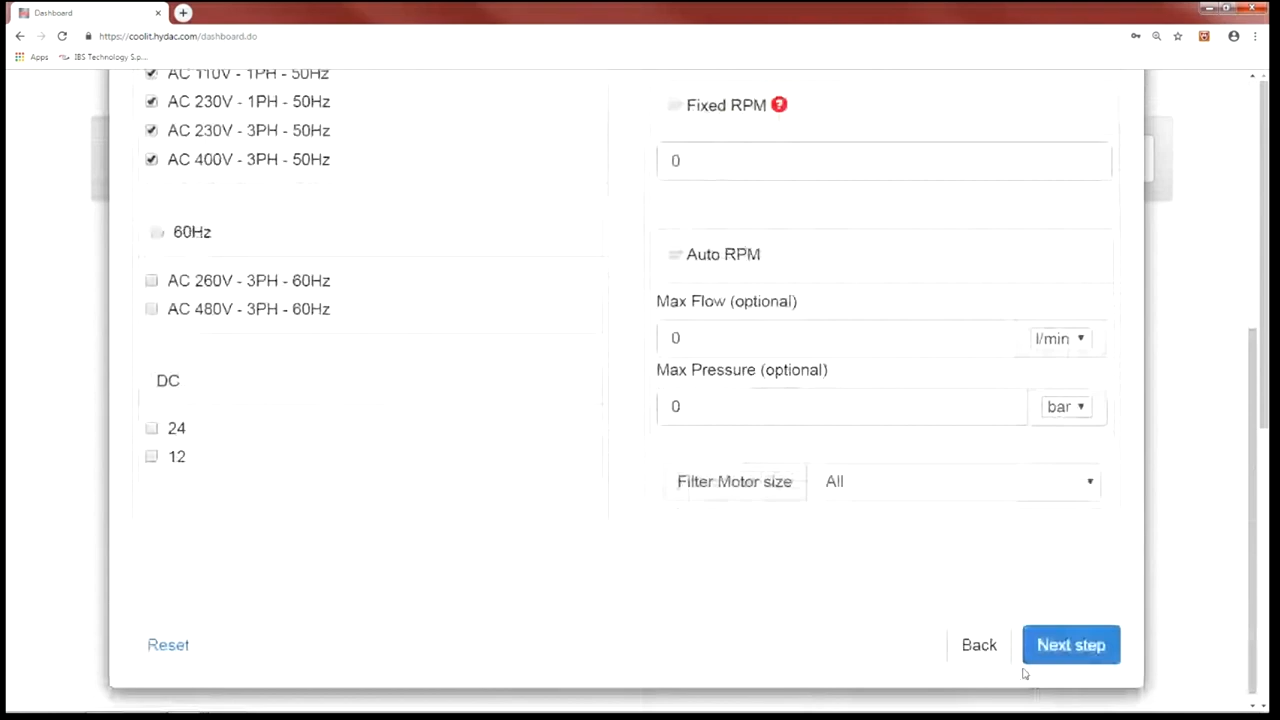 Dashboard
https://coolit.hydac.com/dashboard.do
Apps
IBS Technology S.p...
AC 110V - 1PH - 50Hz
AC 230V - 1PH - 50Hz
AC 230V - 3PH - 50Hz
AC 400V - 3PH - 50Hz
60Hz
AC 260V - 3PH - 60Hz
AC 480V - 3PH - 60Hz
DC
24
12
Fixed RPM ?
0
Auto RPM
Max Flow (optional)
0 l/min
Max Pressure (optional)
0 bar
Filter Motor size All
Reset
Back
Next step